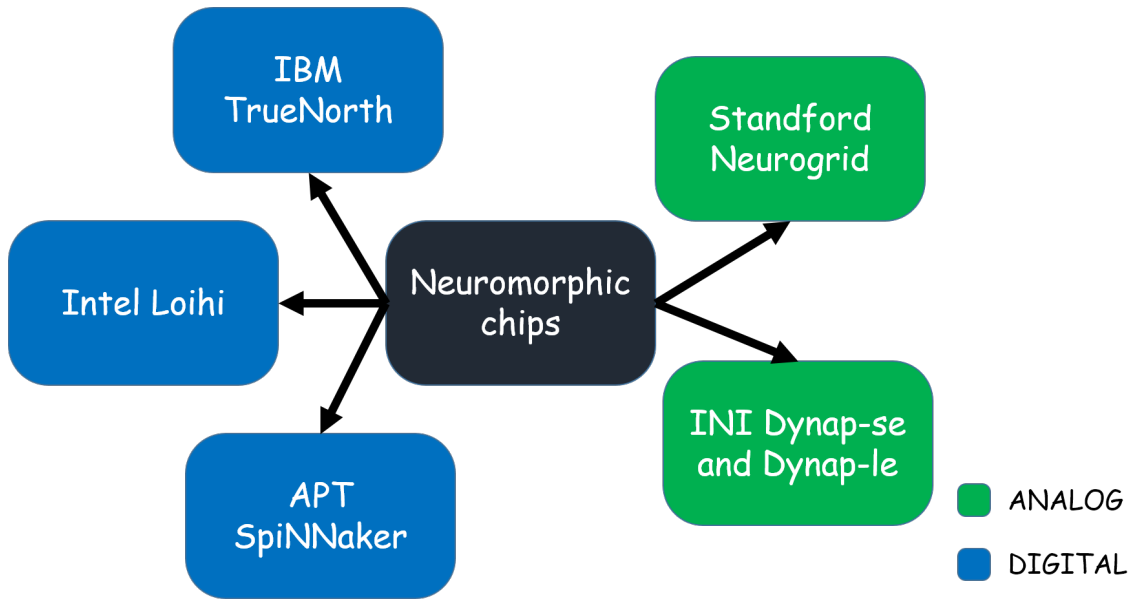 IBM
TrueNorth
Standford
Neurogrid
Intel Loihi
Neuromorphic
chips
INI Dynap-se
and Dynap-le
APT
SpiNNaker
ANALOG
DIGITAL